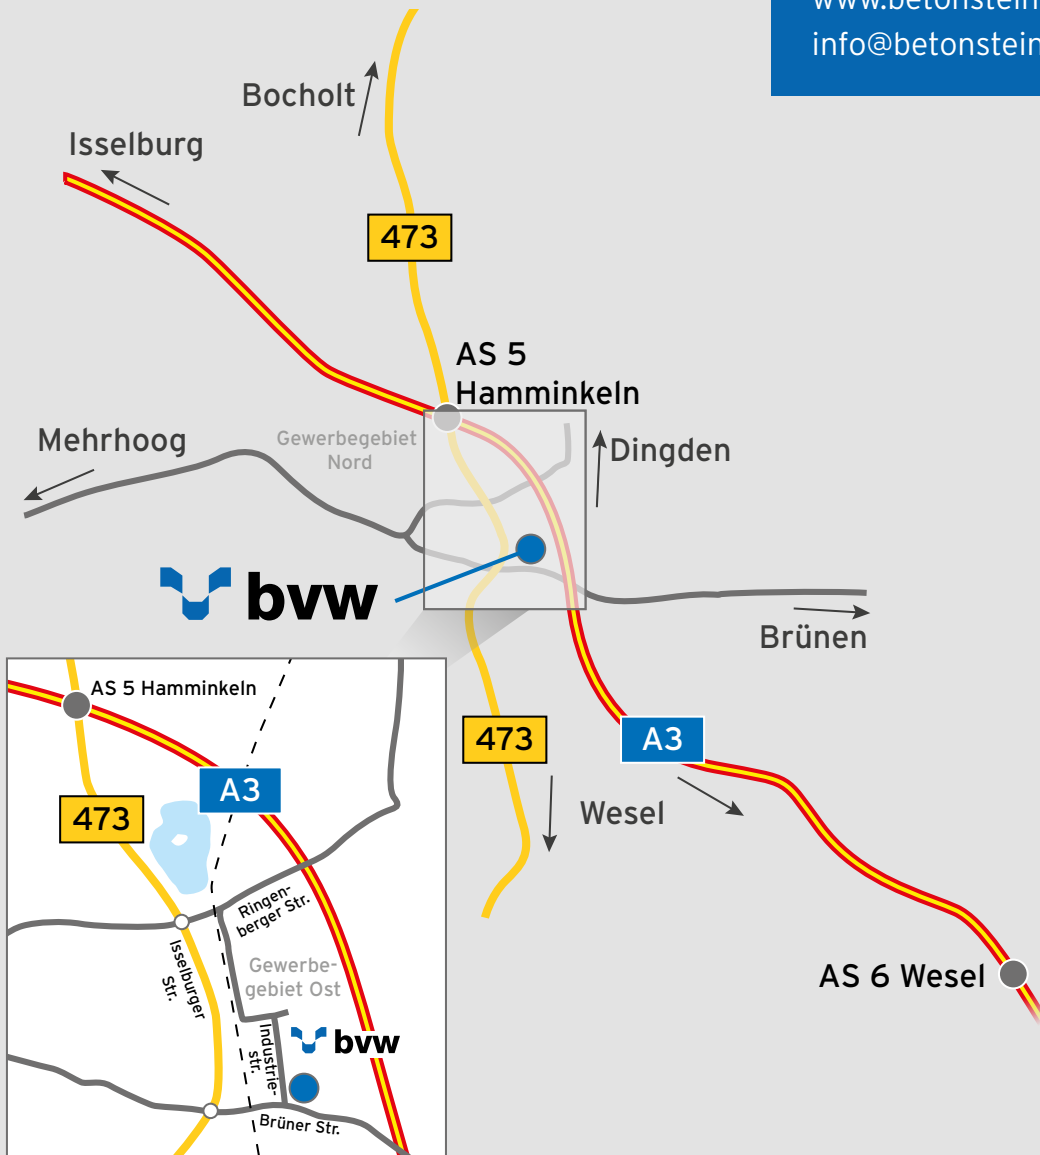 www.betonstein
info@betonstein
Bocholt
Isselburg
473
AS 5
Hamminkeln
Mehrhoog
Gewerbegebiet
Nord
Dingden
bvw
Brünen
473
A3
Wesel
AS 6 Wesel
AS 5 Hamminkeln
A3
473
Ringen-
berger Str.
Isselburger
Str.
Gewerbe-
gebiet Ost
bvw
Industrie-
str.
Brüner Str.